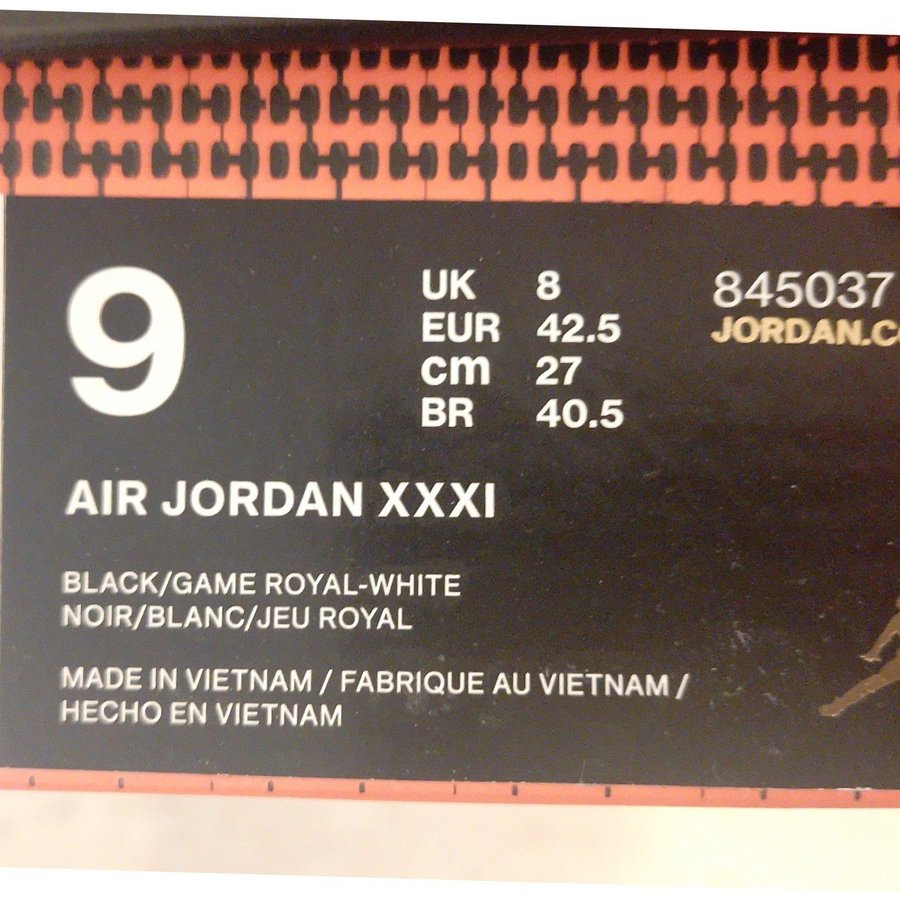 9
UK 8
EUR 42.5
cm 27
BR 40.5
845037
JORDAN.C
AIR JORDAN XXXI
BLACK/GAME ROYAL-WHITE
NOIR/BLANC/JEU ROYAL
MADE IN VIETNAM / FABRIQUE AU VIETNAM /
HECHO EN VIETNAM